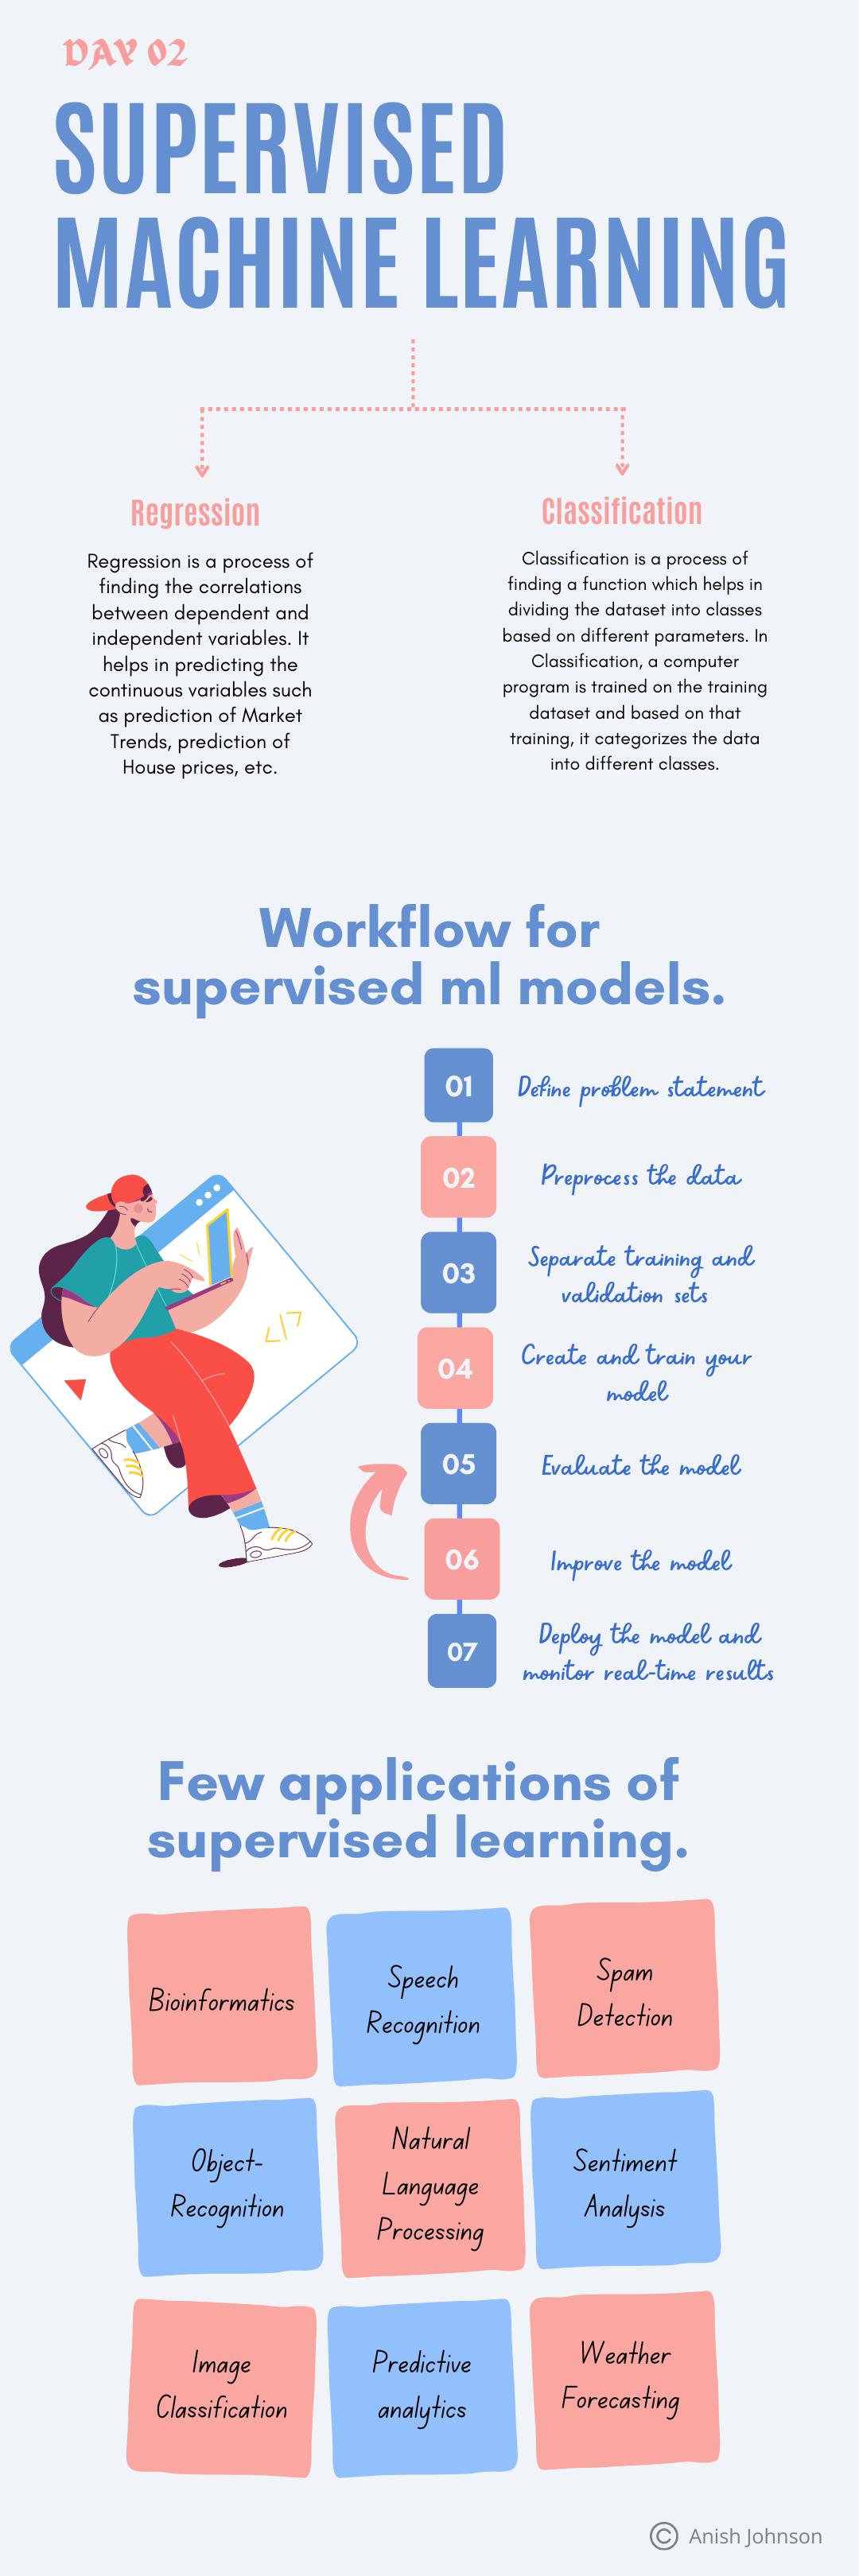 DAY 02
SUPERVISED
MACHINE LEARNING
Regression
Regression is a process of
finding the correlations
between dependent and
independent variables. It
helps in predicting the
continuous variables such
as prediction of Market
Trends, prediction of
House prices, etc.
Classification
Classification is a process of
finding a function which helps in
dividing the dataset into classes
based on different parameters. In
Classification, a computer
program is trained on the training
dataset and based on that
training, it categorizes the data
into different classes.
Workflow for
supervised ml models.
01
Define problem statement
02
Preprocess the data
03
Separate training and
validation sets
04
Create and train your
model
05
Evaluate the model
06
Improve the model
07
Deploy the model and
monitor real-time results
</>
Few applications of
supervised learning.
Bioinformatics
Speech
Recognition
Spam
Detection
Object-
Recognition
Natural
Language
Processing
Sentiment
Analysis
Image
Classification
Predictive
analytics
Weather
Forecasting
© Anish Johnson